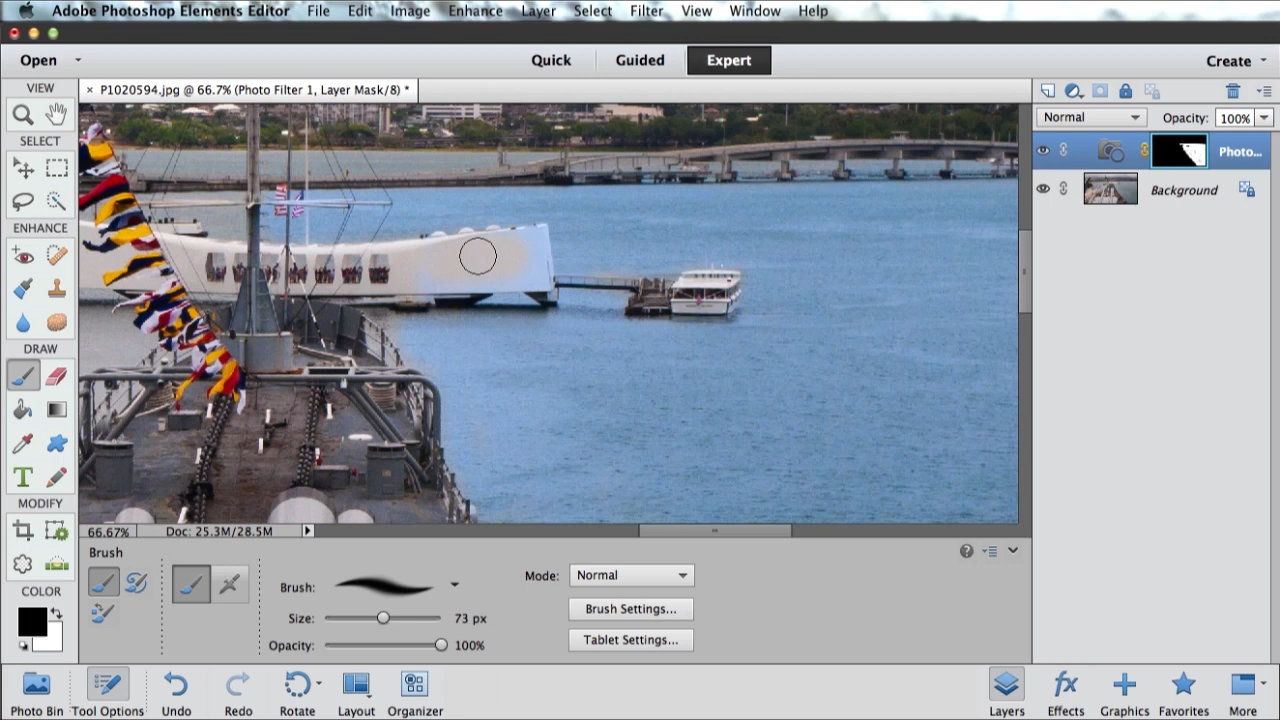 Adobe Photoshop Elements Editor File Edit Image Enhance Layer Select Filter View Window Help
Open Quick Guided Expert Create
VIEW
× P1020594.jpg @ 66.7% (Photo Filter 1, Layer Mask/8) *
Normal Opacity: 100%
SELECT
Photo...
Background
ENHANCE
DRAW
T
MODIFY
66.67% Doc: 25.3M/28.5M
Brush
?
Brush: Mode: Normal
COLOR
Size: 73 px Brush Settings...
Opacity: 100% Tablet Settings...
Photo Bin Tool Options Undo Redo Rotate Layout Organizer fx Layers Effects Graphics Favorites More